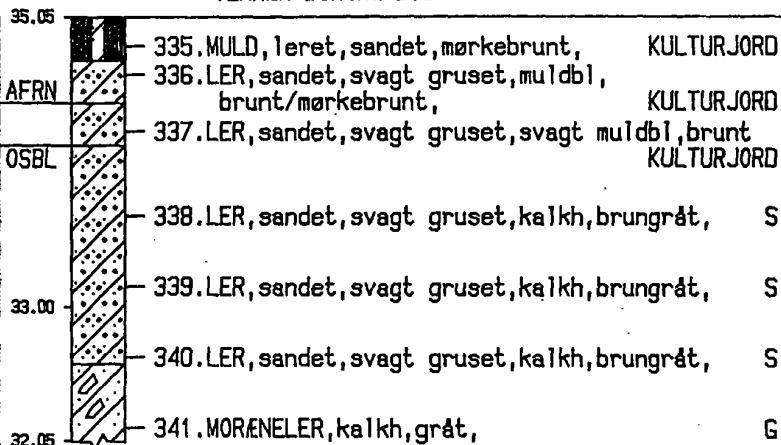 35.05
335.MULD,leret,sandet,mørkebrunt, KULTURJORD
336.LER,sandet,svagt gruset,muldbl,
AFRN
brunt/mørkebrunt, KULTURJORD
337.LER,sandet,svagt gruset,svagt muldbl,brunt
OSBL KULTURJORD
338.LER,sandet,svagt gruset,kalkh,brungråt, S
339.LER,sandet,svagt gruset,kalkh,brungråt, S
33.00
340.LER,sandet,svagt gruset,kalkh,brungråt, S
341.MORÆNELER,kalkh,gråt, G
32.05